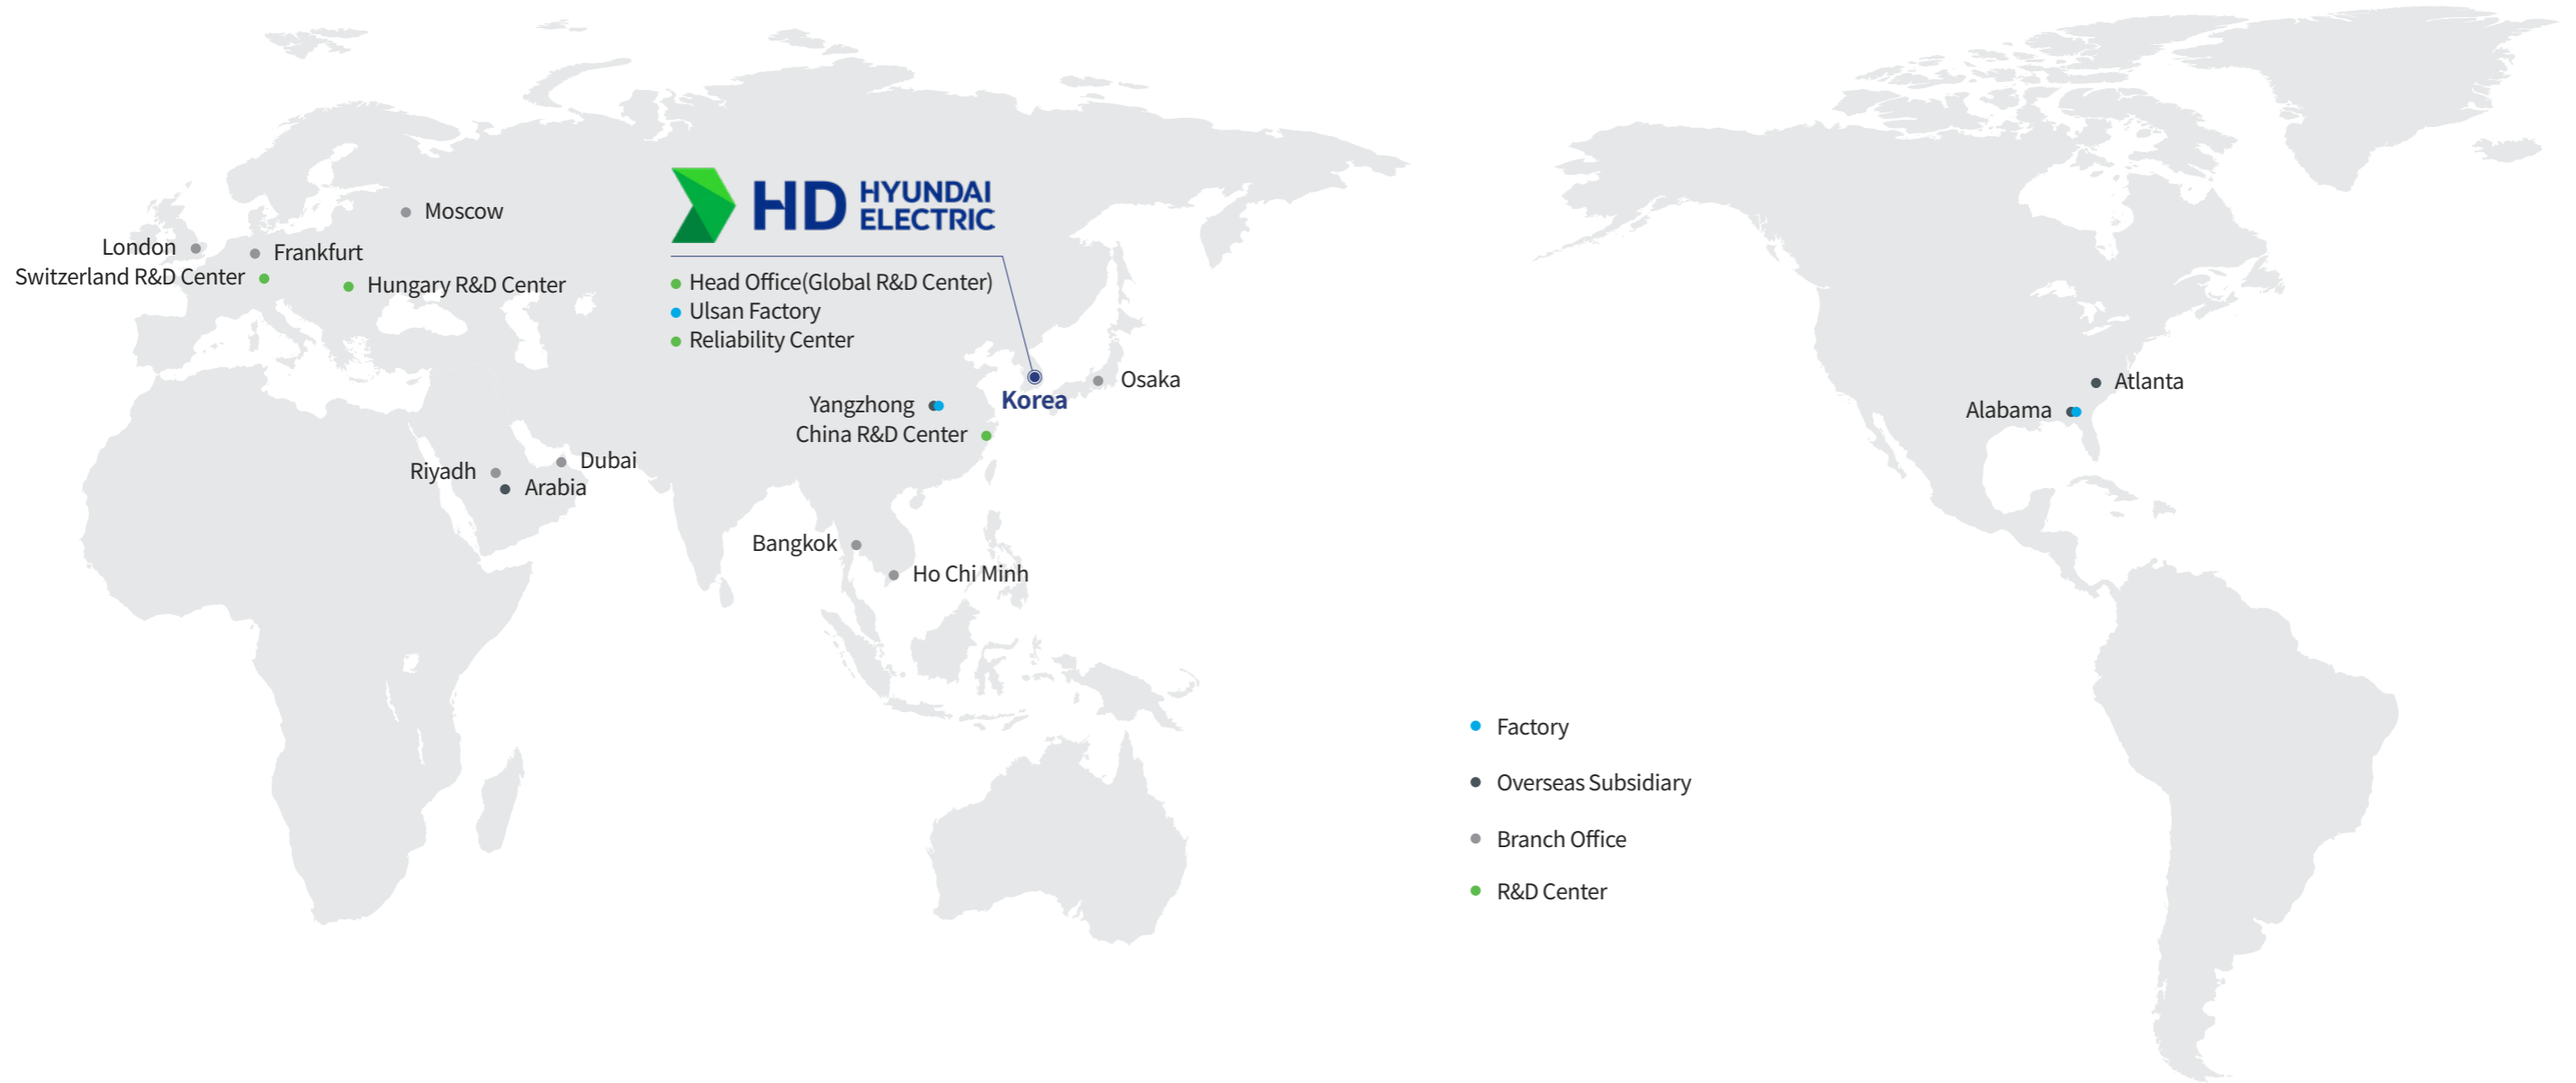 HD HYUNDAI
ELECTRIC
Moscow
London
Frankfurt
Switzerland R&D Center
Hungary R&D Center
Head Office(Global R&D Center)
Ulsan Factory
Reliability Center
Korea
Osaka
Yangzhong
China R&D Center
Riyadh
Dubai
Arabia
Bangkok
Ho Chi Minh
Atlanta
Alabama
Factory
Overseas Subsidiary
Branch Office
R&D Center